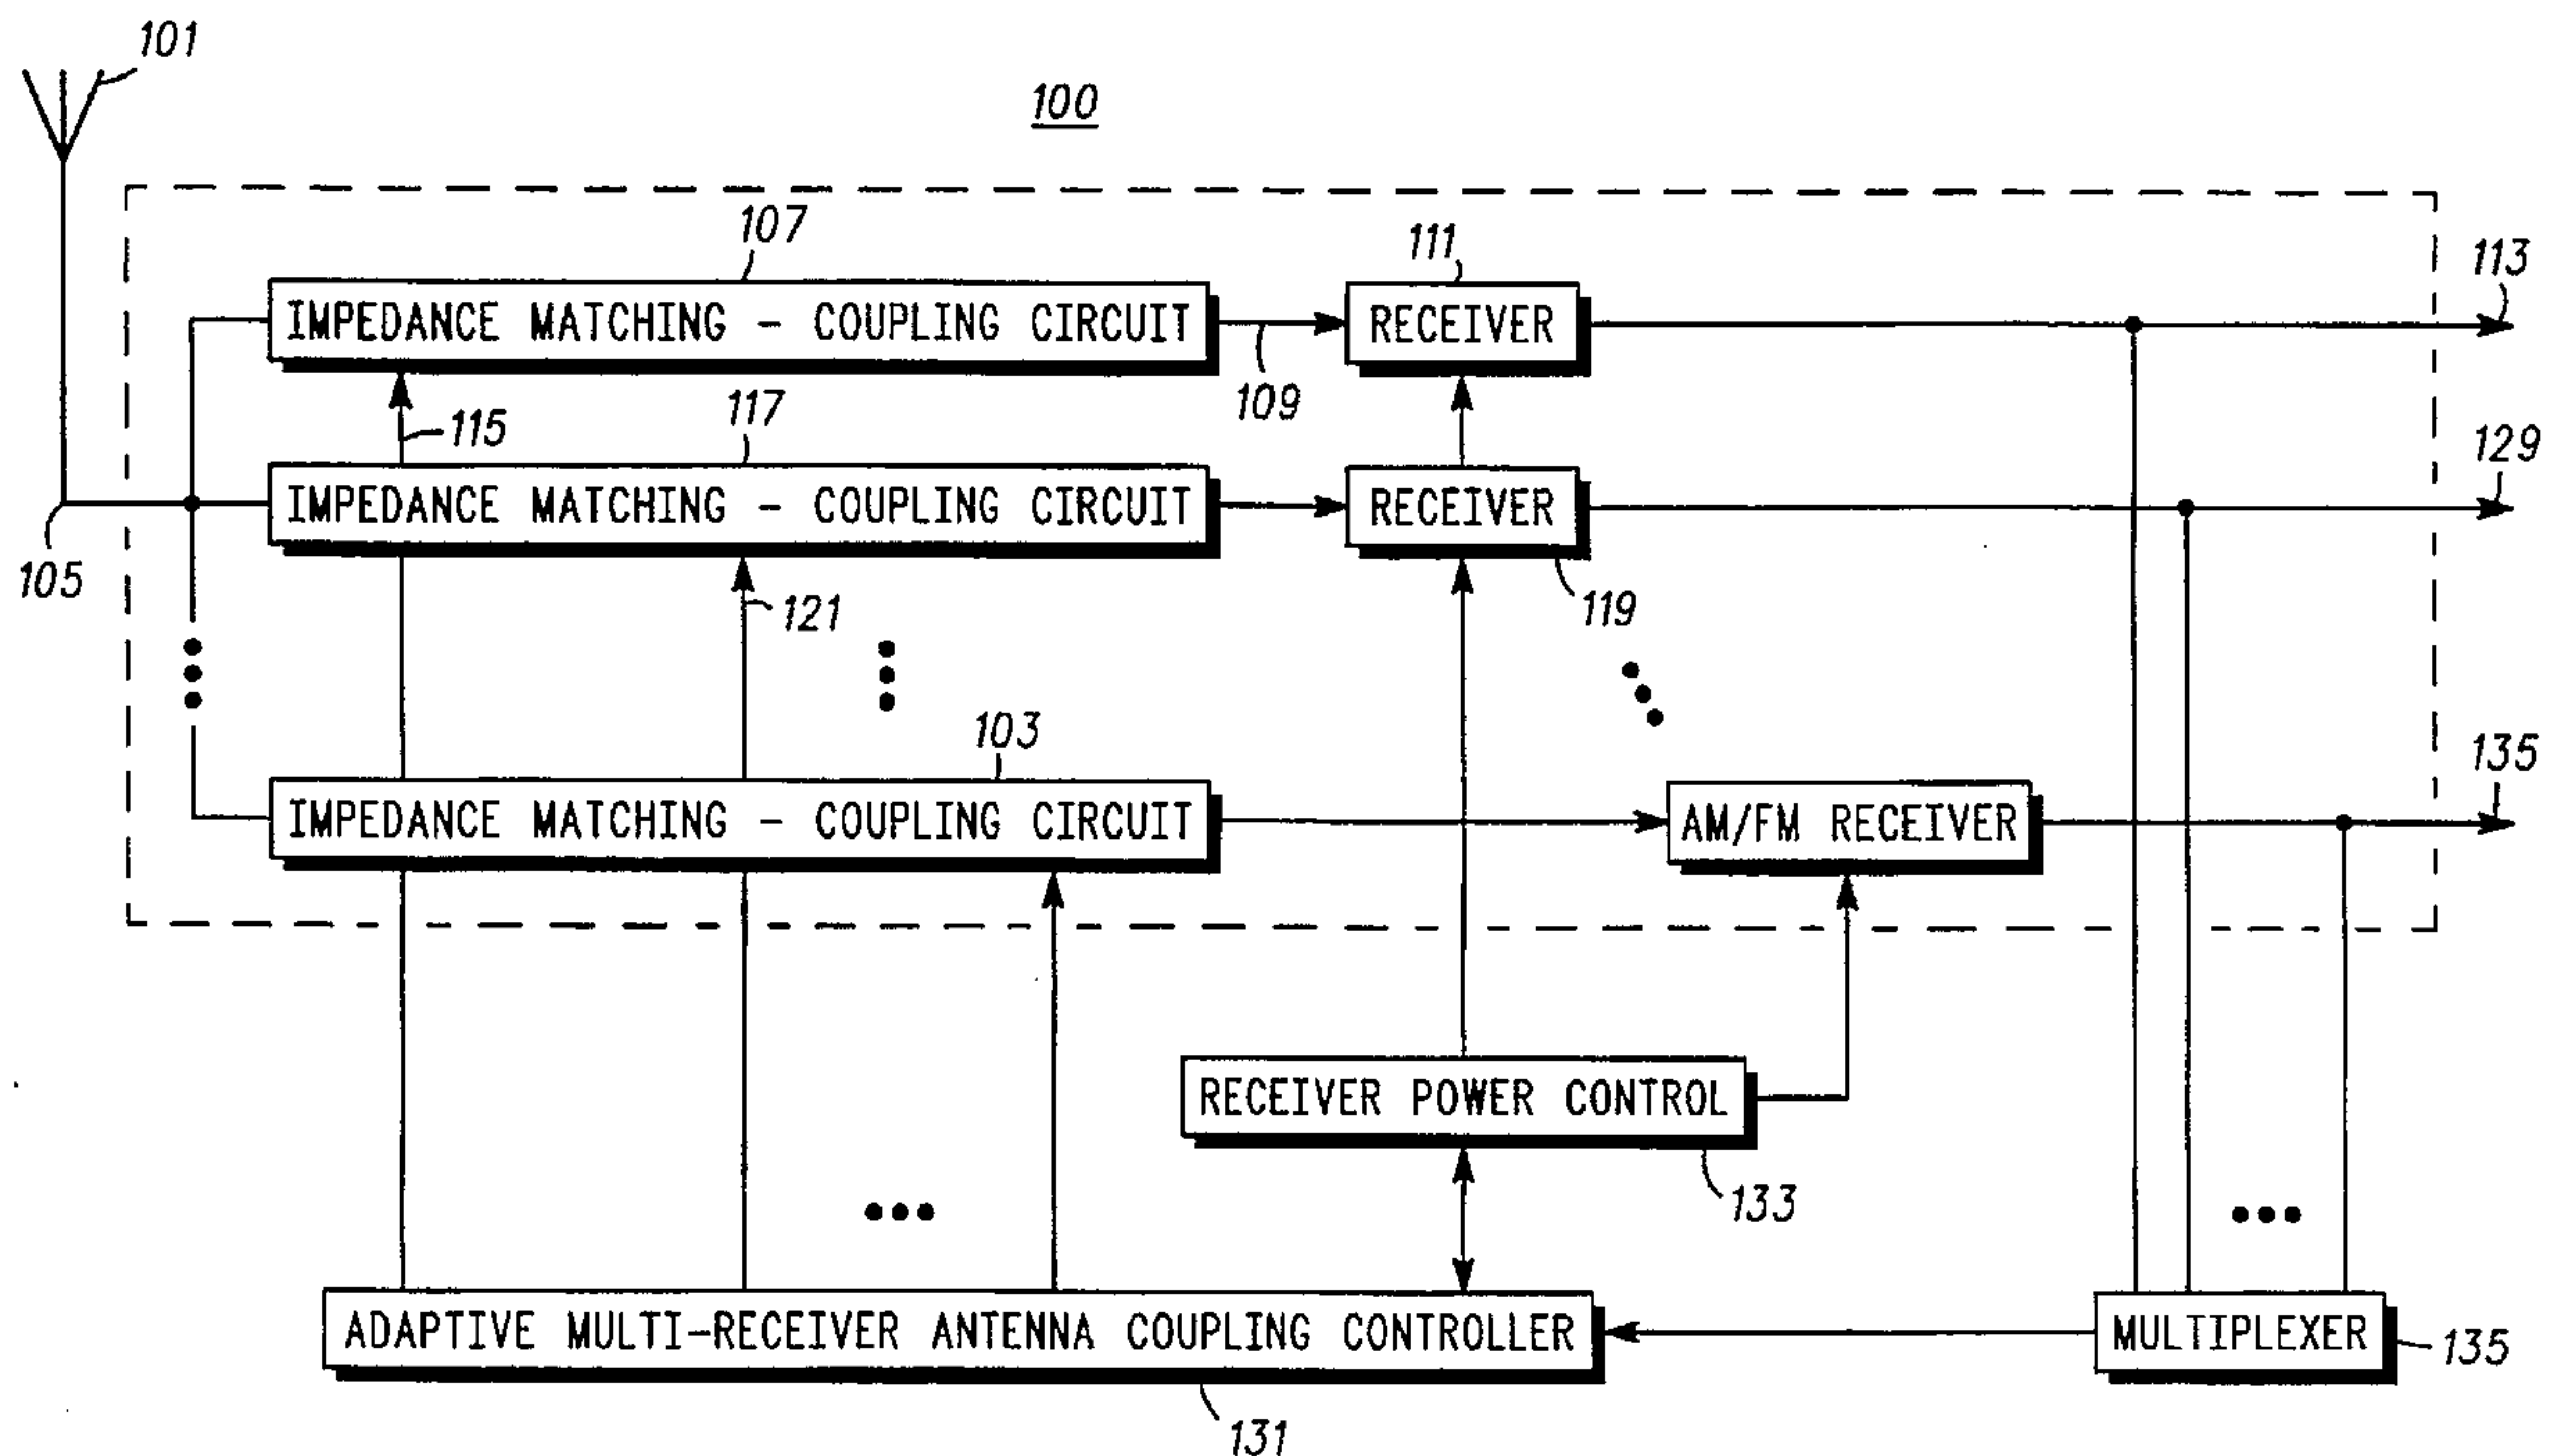 101
100
107
111
113
IMPEDANCE MATCHING - COUPLING CIRCUIT
RECEIVER
109
115
117
129
IMPEDANCE MATCHING - COUPLING CIRCUIT
RECEIVER
105
121
119
103
135
IMPEDANCE MATCHING - COUPLING CIRCUIT
AM/FM RECEIVER
RECEIVER POWER CONTROL
133
ADAPTIVE MULTI-RECEIVER ANTENNA COUPLING CONTROLLER
MULTIPLEXER
135
131